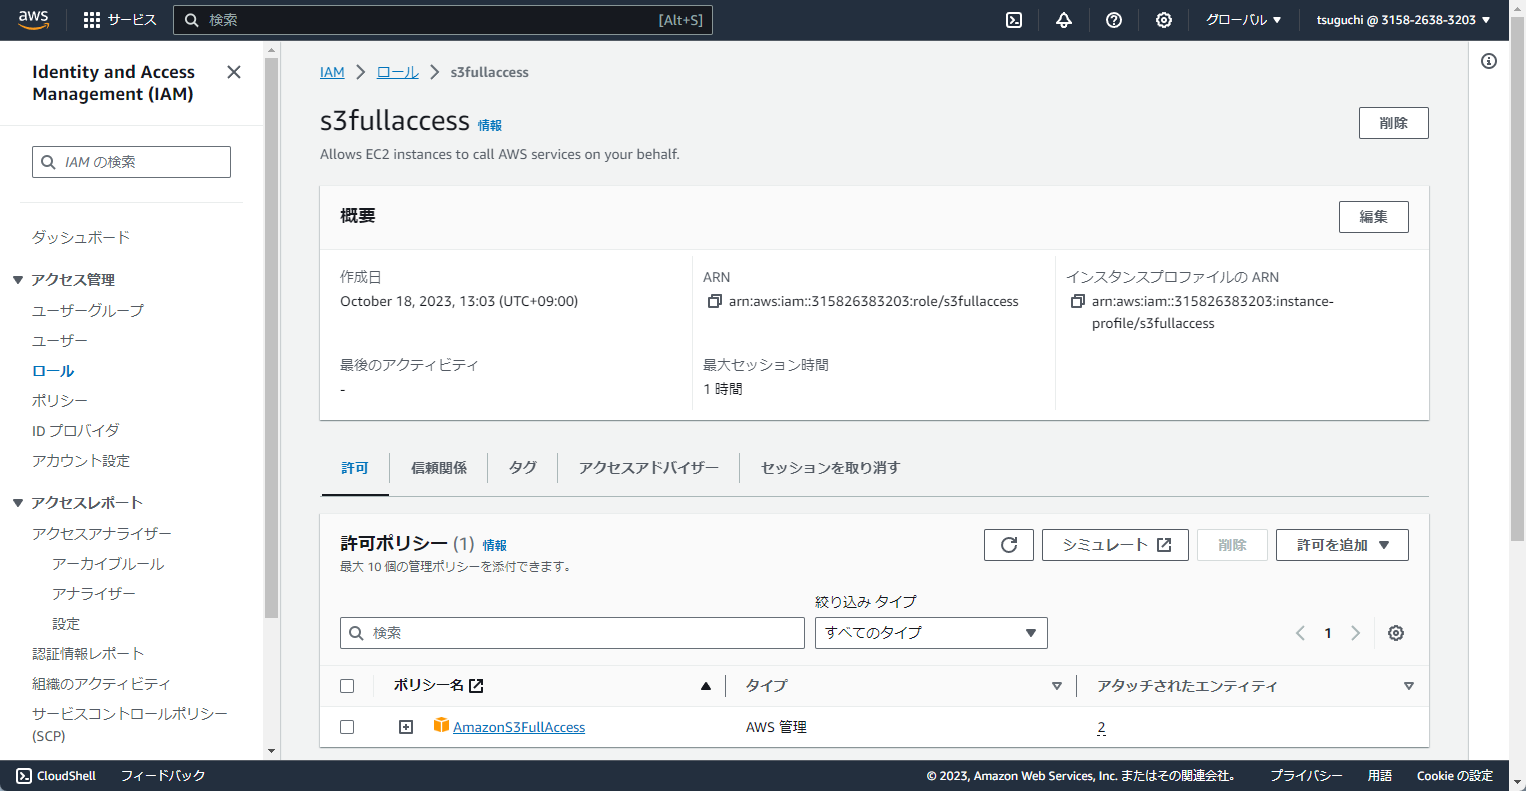 aws
サービス
検索
[Alt+S]
グローバル
tsuguchi @ 3158-2638-3203
Identity and Access
Management (IAM)
IAM の検索
ダッシュボード
アクセス管理
ユーザーグループ
ユーザー
ロール
ポリシー
ID プロバイダ
アカウント設定
アクセスレポート
アクセスアナライザー
アーカイブルール
アナライザー
設定
認証情報レポート
組織のアクティビティ
サービスコントロールポリシー
(SCP)
IAM
ロール
s3fullaccess
s3fullaccess 情報
削除
Allows EC2 instances to call AWS services on your behalf.
概要
編集
作成日
October 18, 2023, 13:03 (UTC+09:00)
ARN
arn:aws:iam::315826383203:role/s3fullaccess
インスタンスプロファイルの ARN
arn:aws:iam::315826383203:instance-
profile/s3fullaccess
最後のアクティビティ
-
最大セッション時間
1 時間
許可
信頼関係
タグ
アクセスアドバイザー
セッションを取り消す
許可ポリシー (1) 情報
最大 10 個の管理ポリシーを添付できます。
シミュレート
削除
許可を追加
絞り込み タイプ
検索
すべてのタイプ
1
ポリシー名
タイプ
アタッチされたエンティティ
AmazonS3FullAccess
AWS 管理
2
CloudShell
フィードバック
© 2023, Amazon Web Services, Inc. またはその関連会社。
プライバシー
用語
Cookie の設定